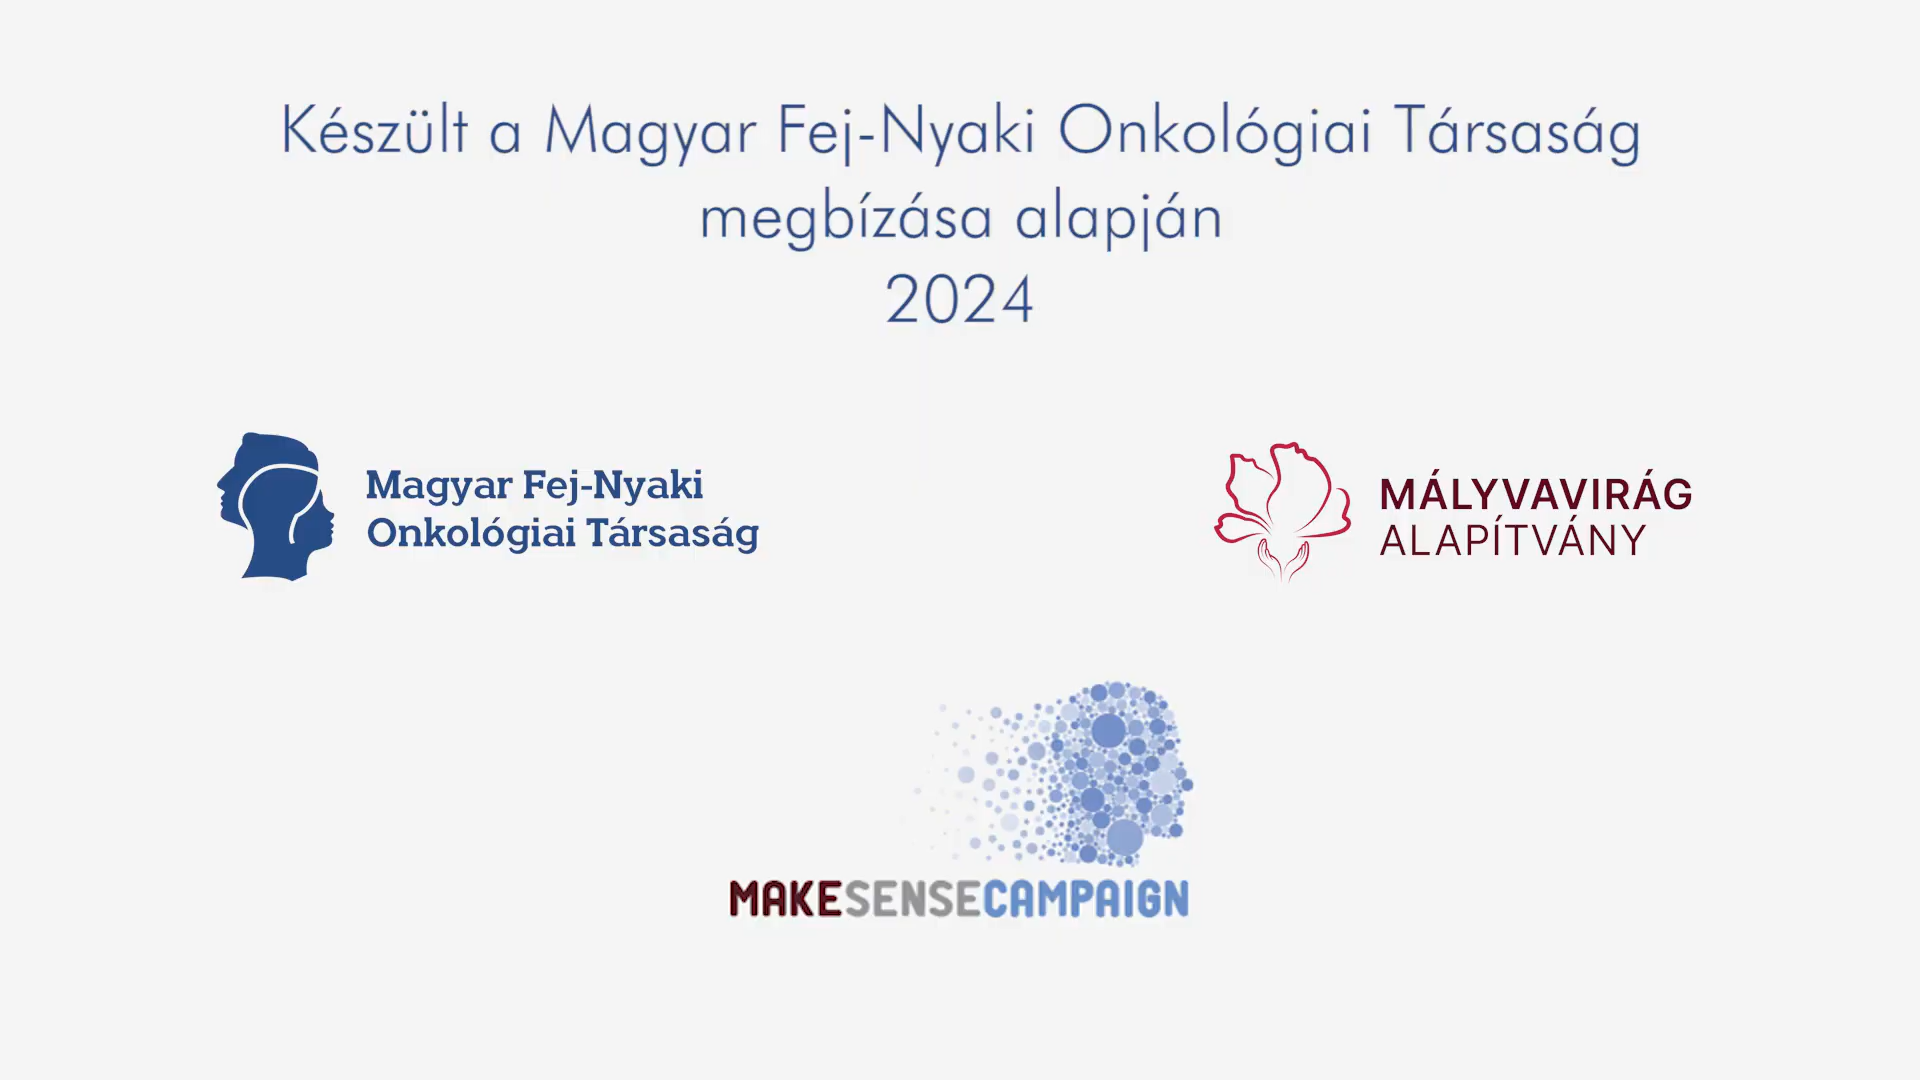 Készült a Magyar Fej-Nyaki Onkológiai Társaság
megbízása alapján
2024
Magyar Fej-Nyaki
Onkológiai Társaság
MÁLYVAVIRÁG
ALAPÍTVÁNY
MAKESENSECAMPAIGN